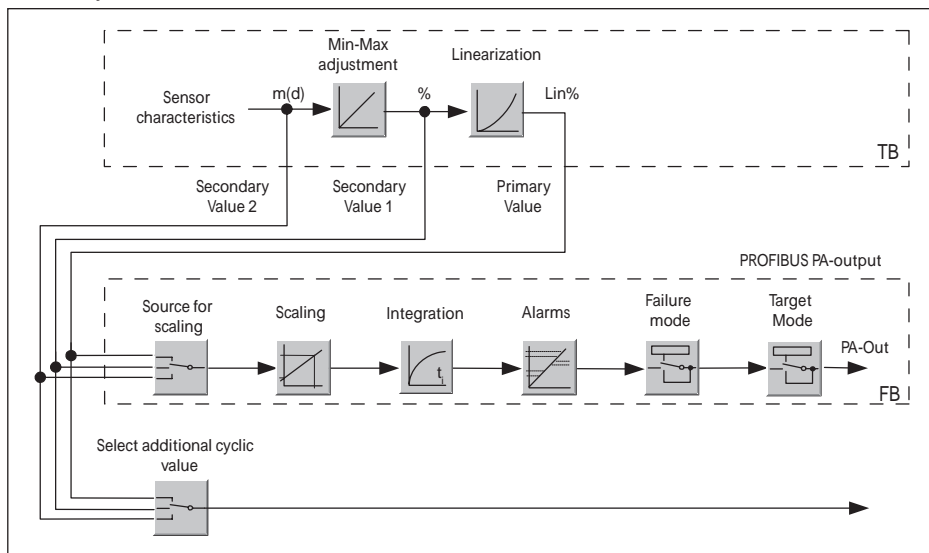 Min-Max
adjustment
Linearization
Sensor
characteristics
m(d)
%
Lin%
TB
Secondary
Value 2
Secondary
Value 1
Primary
Value
PROFIBUS PA-output
Source for
scaling
Scaling
Integration
Alarms
Failure
mode
Target
Mode
ti
PA-Out
FB
Select additional cyclic
value